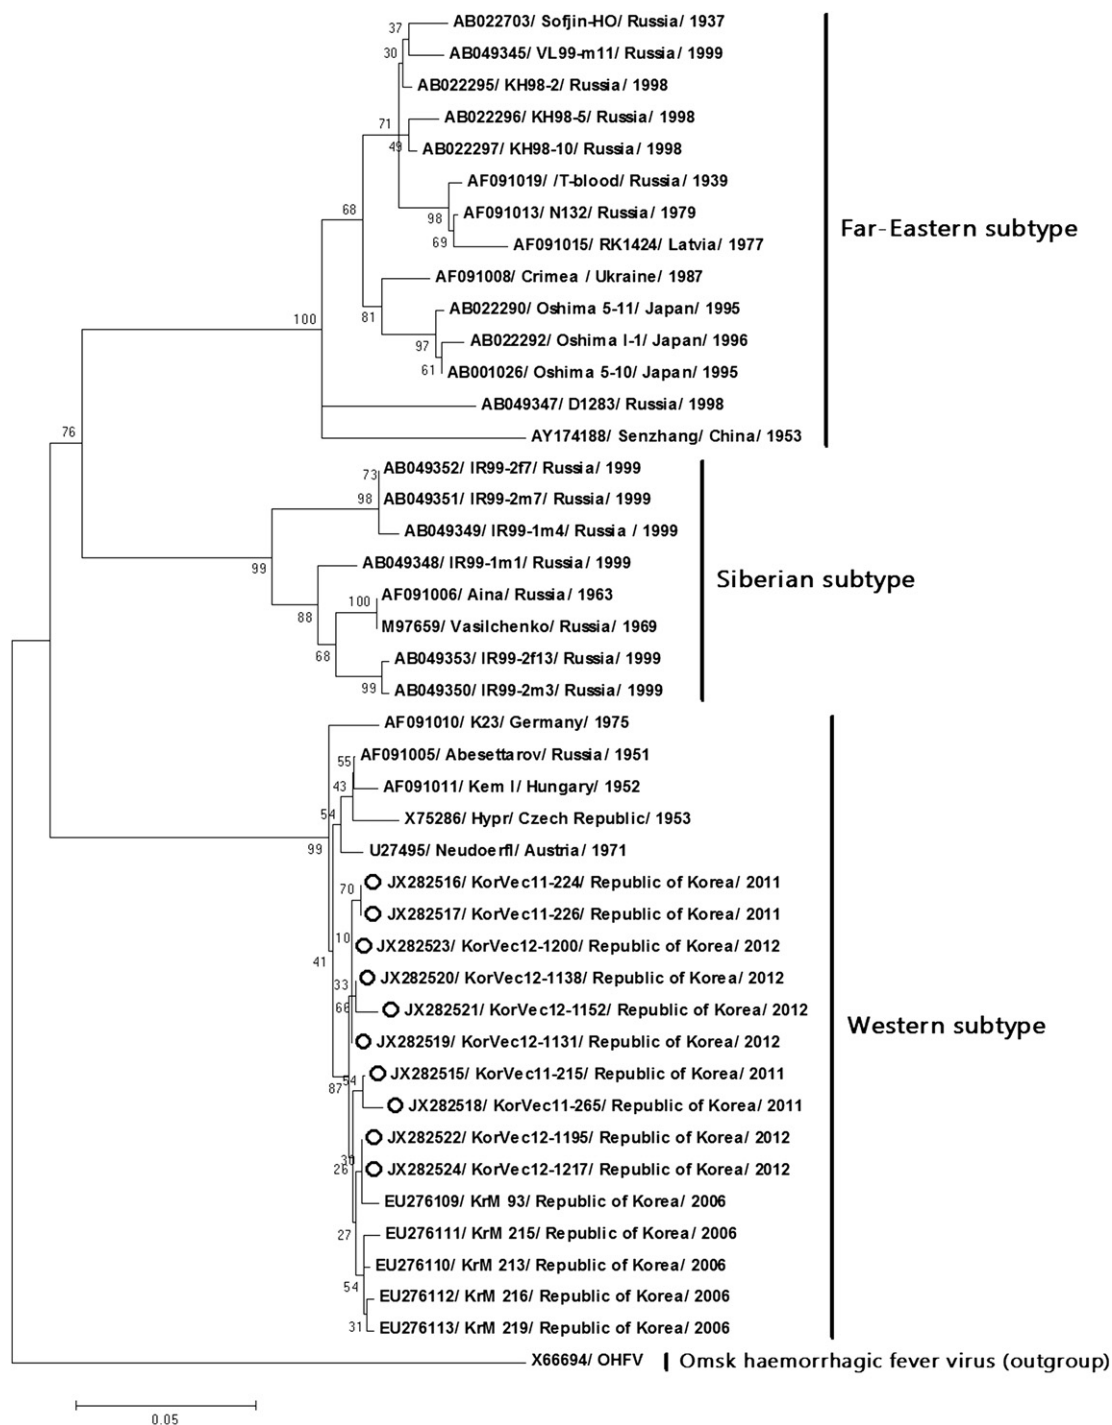 37
AB022703/ Sofjin-HO/ Russia/ 1937
30
AB049345/ VL99-m11/ Russia/ 1999
AB022295/ KH98-2/ Russia/ 1998
71
AB022296/ KH98-5/ Russia/ 1998
49
AB022297/ KH98-10/ Russia/ 1998
AF091019/ /T-blood/ Russia/ 1939
68
98
AF091013/ N132/ Russia/ 1979
Far-Eastern subtype
69
AF091015/ RK1424/ Latvia/ 1977
AF091008/ Crimea / Ukraine/ 1987
100
81
AB022290/ Oshima 5-11/ Japan/ 1995
97
AB022292/ Oshima I-1/ Japan/ 1996
61
AB001026/ Oshima 5-10/ Japan/ 1995
AB049347/ D1283/ Russia/ 1998
76
AY174188/ Senzhang/ China/ 1953
73
AB049352/ IR99-2f7/ Russia/ 1999
98
AB049351/ IR99-2m7/ Russia/ 1999
AB049349/ IR99-1m4/ Russia / 1999
99
AB049348/ IR99-1m1/ Russia/ 1999
Siberian subtype
100
AF091006/ Aina/ Russia/ 1963
88
M97659/ Vasilchenko/ Russia/ 1969
68
AB049353/ IR99-2f13/ Russia/ 1999
99
AB049350/ IR99-2m3/ Russia/ 1999
AF091010/ K23/ Germany/ 1975
55
AF091005/ Abesettarov/ Russia/ 1951
43
AF091011/ Kem I/ Hungary/ 1952
54
X75286/ Hypr/ Czech Republic/ 1953
99
U27495/ Neudoerfl/ Austria/ 1971
70
JX282516/ KorVec11-224/ Republic of Korea/ 2011
JX282517/ KorVec11-226/ Republic of Korea/ 2011
10
JX282523/ KorVec12-1200/ Republic of Korea/ 2012
41
33
JX282520/ KorVec12-1138/ Republic of Korea/ 2012
66
JX282521/ KorVec12-1152/ Republic of Korea/ 2012
Western subtype
JX282519/ KorVec12-1131/ Republic of Korea/ 2012
87
54
JX282515/ KorVec11-215/ Republic of Korea/ 2011
JX282518/ KorVec11-265/ Republic of Korea/ 2011
JX282522/ KorVec12-1195/ Republic of Korea/ 2012
26
JX282524/ KorVec12-1217/ Republic of Korea/ 2012
EU276109/ KrM 93/ Republic of Korea/ 2006
27
EU276111/ KrM 215/ Republic of Korea/ 2006
EU276110/ KrM 213/ Republic of Korea/ 2006
54
EU276112/ KrM 216/ Republic of Korea/ 2006
31
EU276113/ KrM 219/ Republic of Korea/ 2006
X66694/ OHFV
Omsk haemorrhagic fever virus (outgroup)
0.05